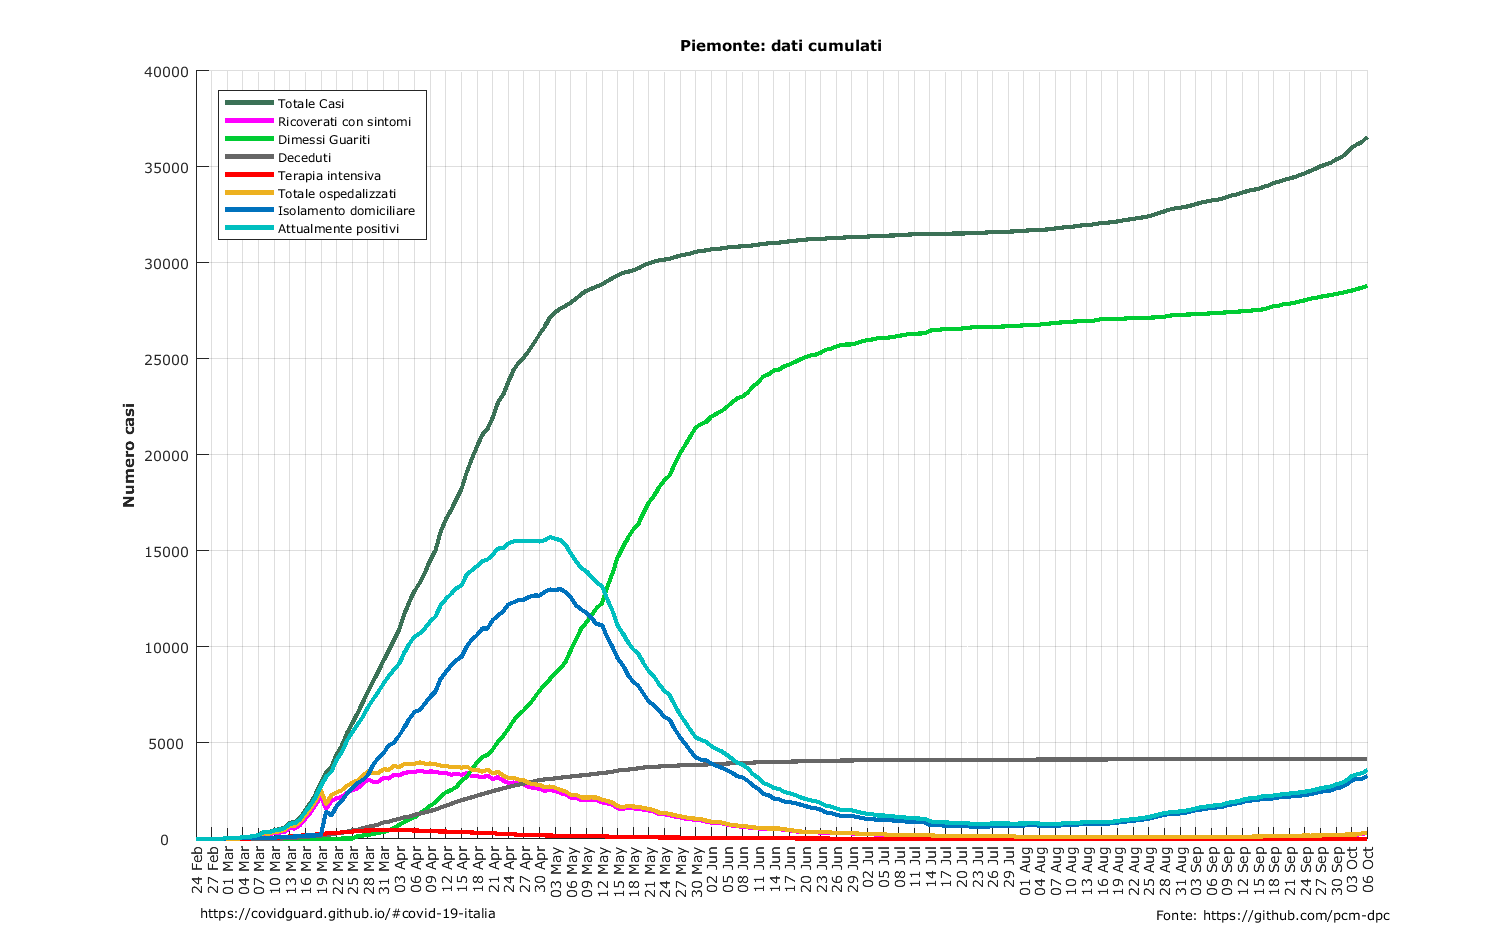 Piemonte: dati cumulati
40000
35000
30000
25000
20000
15000
10000
5000
0
Numero casi
Totale Casi
Ricoverati con sintomi
Dimessi Guariti
Deceduti
Terapia intensiva
Totale ospedalizzati
Isolamento domiciliare
Attualmente positivi
24 Feb
27 Feb
01 Mar
04 Mar
07 Mar
10 Mar
13 Mar
16 Mar
19 Mar
22 Mar
25 Mar
28 Mar
31 Mar
03 Apr
06 Apr
09 Apr
12 Apr
15 Apr
18 Apr
21 Apr
24 Apr
27 Apr
30 Apr
03 May
06 May
09 May
12 May
15 May
18 May
21 May
24 May
27 May
30 May
02 Jun
05 Jun
08 Jun
11 Jun
14 Jun
17 Jun
20 Jun
23 Jun
26 Jun
29 Jun
02 Jul
05 Jul
08 Jul
11 Jul
14 Jul
17 Jul
20 Jul
23 Jul
26 Jul
29 Jul
01 Aug
04 Aug
07 Aug
10 Aug
13 Aug
16 Aug
19 Aug
22 Aug
25 Aug
28 Aug
31 Aug
03 Sep
06 Sep
09 Sep
12 Sep
15 Sep
18 Sep
21 Sep
24 Sep
27 Sep
30 Sep
03 Oct
06 Oct
https://covidguard.github.io/#covid-19-italia
Fonte: https://github.com/pcm-dpc